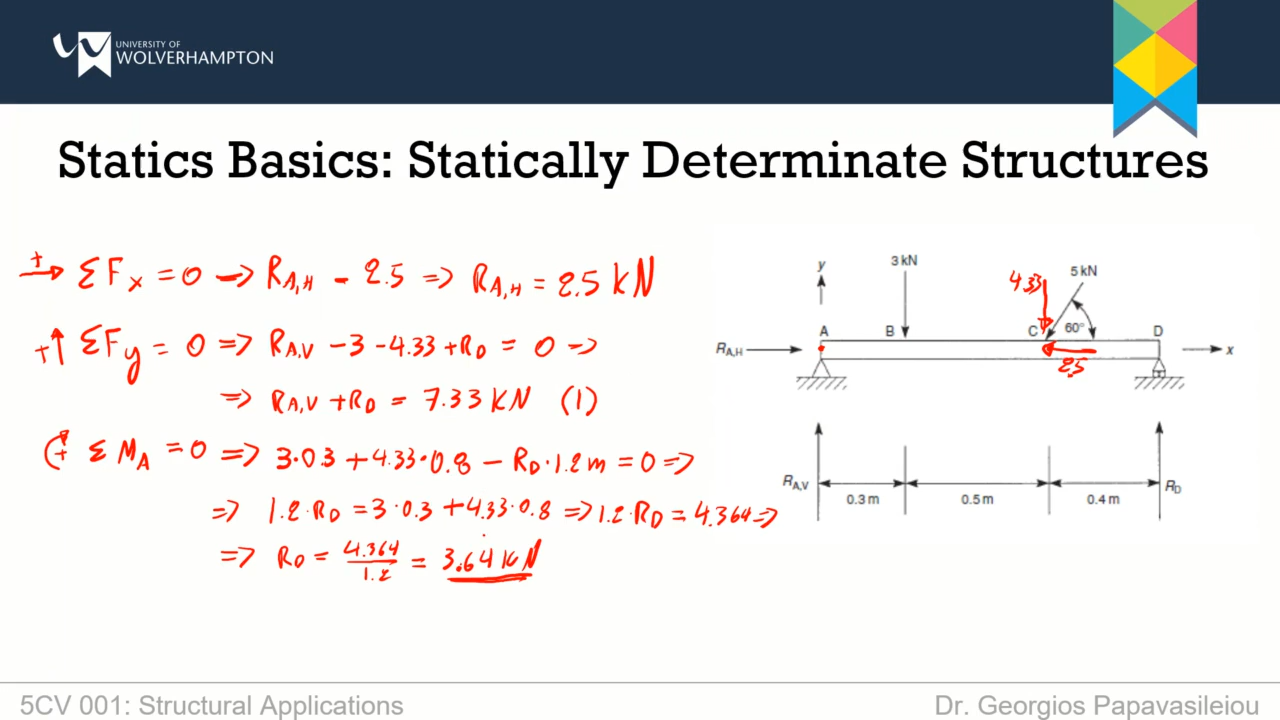 UNIVERSITY OF
WOLVERHAMPTON
Statics Basics: Statically Determinate Structures
+→ ΣFx = 0 → RA,H - 2.5 ⇒ RA,H = 2.5 kN
+↑ ΣFy = 0 ⇒ RA,V - 3 - 4.33 + RD = 0 ⇒
⇒ RA,V + RD = 7.33 KN (1)
+ Σ MA = 0 ⇒ 3·03 + 4.33·0.8 - RD·1.2m = 0 ⇒
⇒ 1.2·RD = 3·0.3 + 4.33·0.8 ⇒ 1.2·RD = 4.364 ⇒
⇒ RD = 4.364/1.2 = 3.64 kN
y
3 kN
4.33
5 kN
A
B
C
60°
D
RA,H
x
2.5
RA,V
0.3 m
0.5 m
0.4 m
RD
5CV 001: Structural Applications
Dr. Georgios Papavasileiou